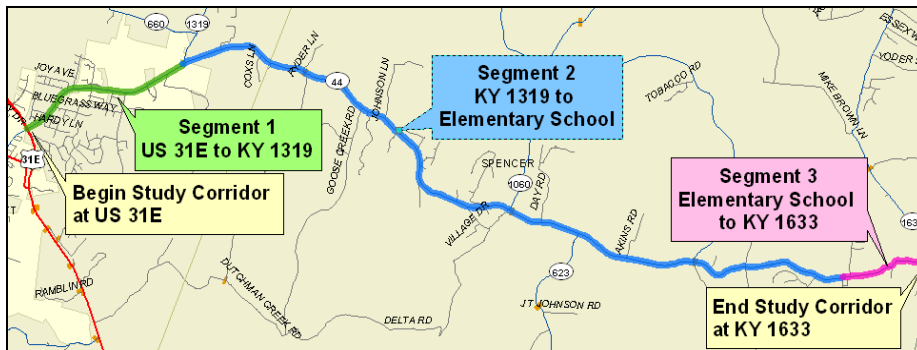 660
1319
JOY AVE
BLUEGRASS WAY
HARDY LN
31E
Segment 1
US 31E to KY 1319
Begin Study Corridor
at US 31E
RAMBLIN RD
COXS LN
RYDER LN
44
JOHNSON LN
GOOSE CREEK RD
DUTCHMAN CREEK RD
DELTA RD
Segment 2
KY 1319 to
Elementary School
SPENCER
1060
DAY RD
VILLAGE DR
623
J T JOHNSON RD
AKINS RD
TOBACCO RD
MIKE BROWN LN
YODER S
Segment 3
Elementary School
to KY 1633
End Study Corridor
at KY 1633